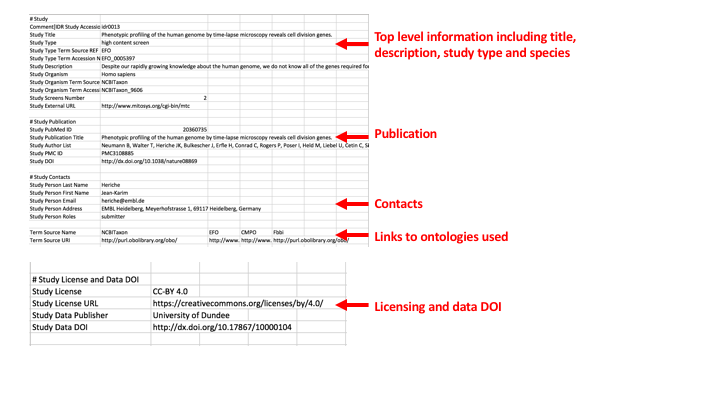 # Study
Comment[IDR Study Accessio idr0013
Study Title Phenotypic profiling of the human genome by time-lapse microscopy reveals cell division genes.
Study Type high content screen
Study Type Term Source REF EFO
Study Type Term Accession N EFO_0005397
Study Description Despite our rapidly growing knowledge about the human genome, we do not know all of the genes required for
Study Organism Homo sapiens
Study Organism Term Source NCBITaxon
Study Organism Term Accessi NCBITaxon_9606
Study Screens Number 2
Study External URL http://www.mitosys.org/cgi-bin/mtc
Top level information including title,
description, study type and species
# Study Publication
Study PubMed ID 20360735
Study Publication Title Phenotypic profiling of the human genome by time-lapse microscopy reveals cell division genes.
Study Author List Neumann B, Walter T, Heriche JK, Bulkescher J, Erfle H, Conrad C, Rogers P, Poser I, Held M, Liebel U, Cetin C,
Study PMC ID PMC3108885
Study DOI http://dx.doi.org/10.1038/nature08869
Publication
# Study Contacts
Study Person Last Name Heriche
Study Person First Name Jean-Karim
Study Person Email heriche@embl.de
Study Person Address EMBL Heidelberg, Meyerhofstrasse 1, 69117 Heidelberg, Germany
Study Person Roles submitter
Contacts
Term Source Name NCBITaxon EFO CMPO Fbbi
Term Source URI http://purl.obolibrary.org/obo/ http://www. http://www. http://purl.obolibrary.org/obo/
Links to ontologies used
# Study License and Data DOI
Study License CC-BY 4.0
Study License URL https://creativecommons.org/licenses/by/4.0/
Study Data Publisher University of Dundee
Study Data DOI http://dx.doi.org/10.17867/10000104
Licensing and data DOI